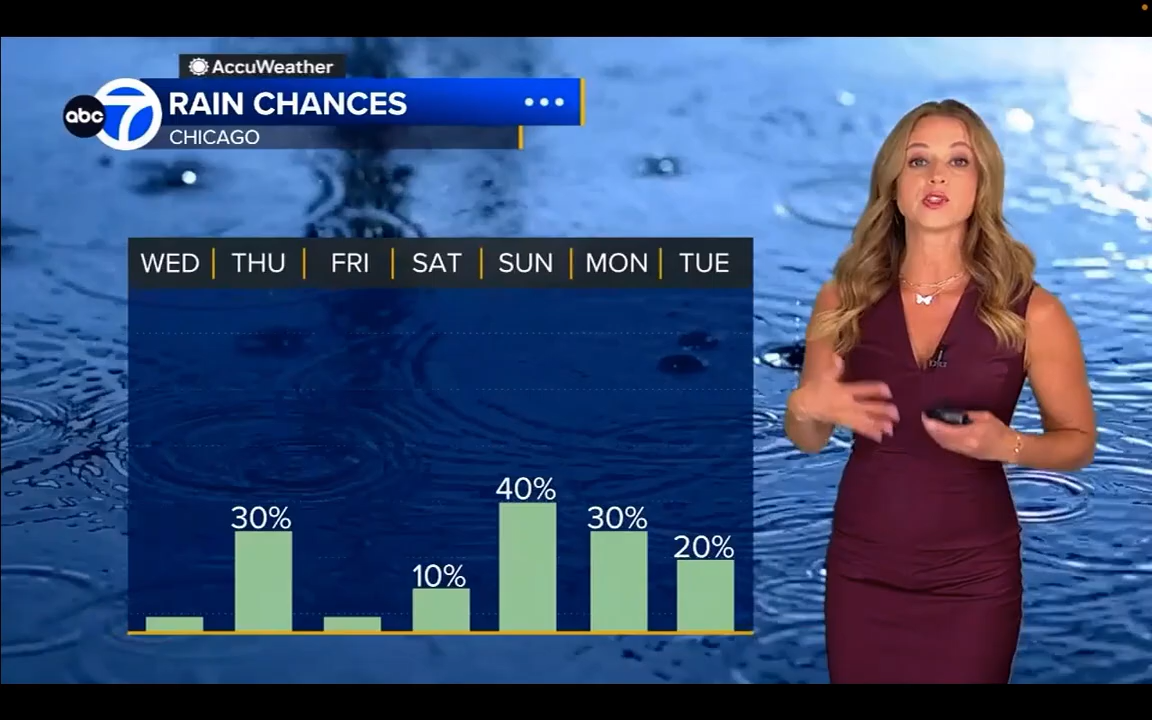 AccuWeather
abc 7 RAIN CHANCES
CHICAGO
WED THU FRI SAT SUN MON TUE
40%
30% 30%
20%
10%